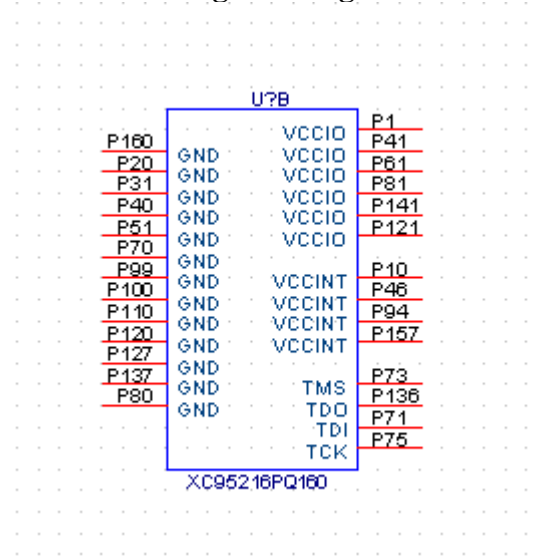 U?B
P160 GND VCCIO P1
P20 GND VCCIO P41
P31 GND VCCIO P61
P40 GND VCCIO P81
P51 GND VCCIO P141
P70 GND VCCIO P121
P99 GND VCCINT P10
P100 GND VCCINT P46
P110 GND VCCINT P94
P120 GND VCCINT P157
P127 GND
P137 GND TMS P73
P80 GND TDO P136
TDI P71
TCK P75
XC95216PQ160